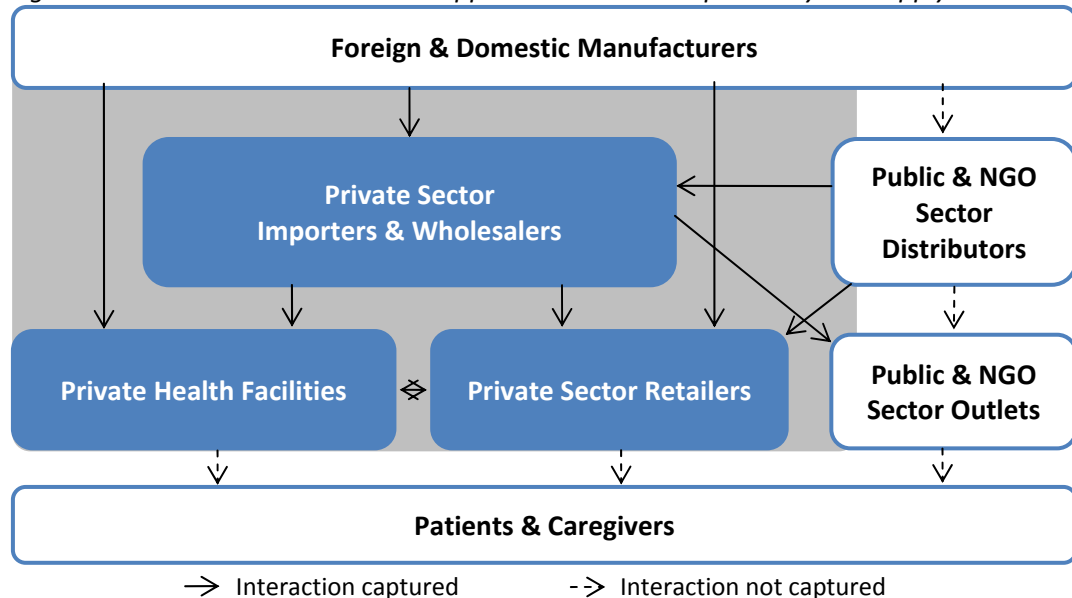 Foreign & Domestic Manufacturers
Private Sector
Importers & Wholesalers
Public & NGO
Sector
Distributors
Private Health Facilities
Private Sector Retailers
Public & NGO
Sector Outlets
Patients & Caregivers
Interaction captured
Interaction not captured